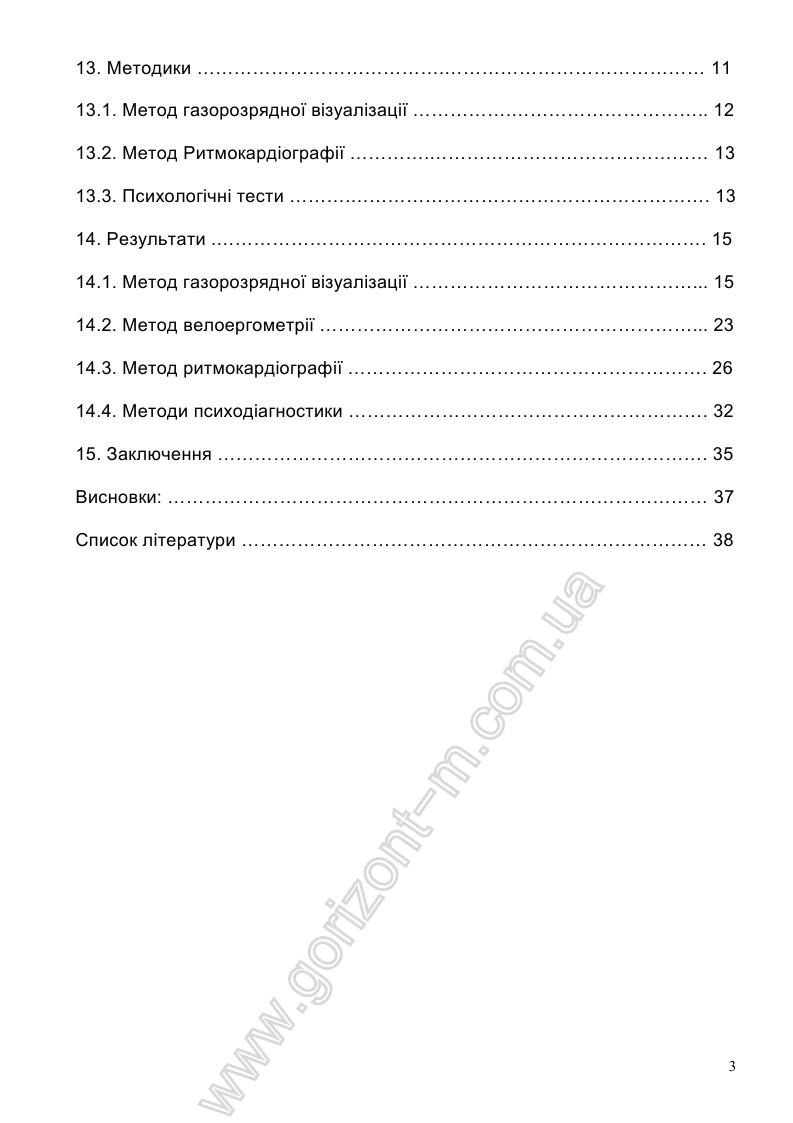 13. Методики ……………………………………………………………………… 11
13.1. Метод газорозрядної візуалізації ……………………………………….. 12
13.2. Метод Ритмокардіографії ………………………………………………… 13
13.3. Психологічні тести …………………………………………………………. 13
14. Результати …………………………………………………………………… 15
14.1. Метод газорозрядної візуалізації ………………………………………... 15
14.2. Метод велоергометрії ……………………………………………………... 23
14.3. Метод ритмокардіографії …………………………………………………. 26
14.4. Методи психодіагностики …………………………………………………. 32
15. Заключення ……………………………………………………………………. 35
Висновки: …………………………………………………………………………… 37
Список літератури ………………………………………………………………… 38
www.gorizont-m.com.ua
3